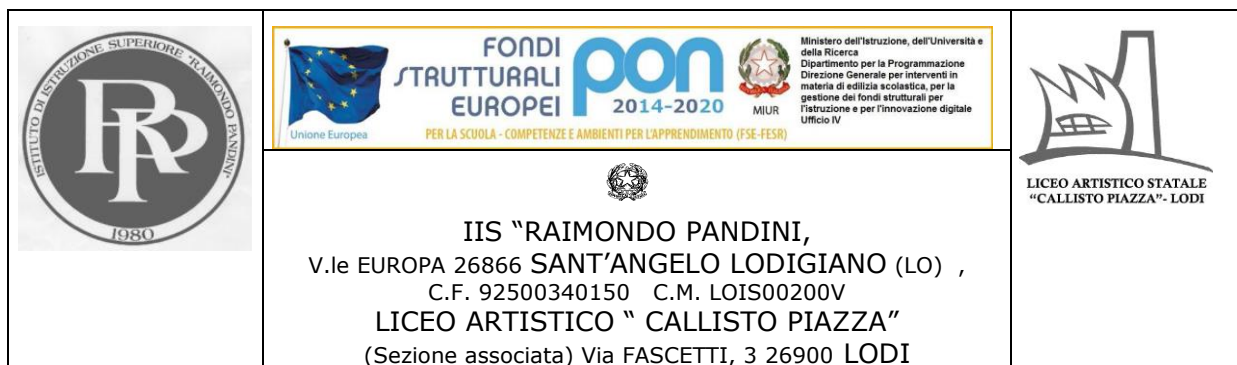 ISTITUTO DI ISTRUZIONE SUPERIORE "RAIMONDO PANDINI"
1980
Unione Europea
FONDI
STRUTTURALI
EUROPEI
pon
2014-2020
MIUR
Ministero dell'Istruzione, dell'Università e
della Ricerca
Dipartimento per la Programmazione
Direzione Generale per interventi in
materia di edilizia scolastica, per la
gestione dei fondi strutturali per
l'istruzione e per l'innovazione digitale
Ufficio IV
PER LA SCUOLA - COMPETENZE E AMBIENTI PER L'APPRENDIMENTO (FSE-FESR)
LICEO ARTISTICO STATALE
"CALLISTO PIAZZA"- LODI
IIS "RAIMONDO PANDINI,
V.le EUROPA 26866 SANT'ANGELO LODIGIANO (LO) ,
C.F. 92500340150 C.M. LOIS00200V
LICEO ARTISTICO " CALLISTO PIAZZA"
(Sezione associata) Via FASCETTI, 3 26900 LODI